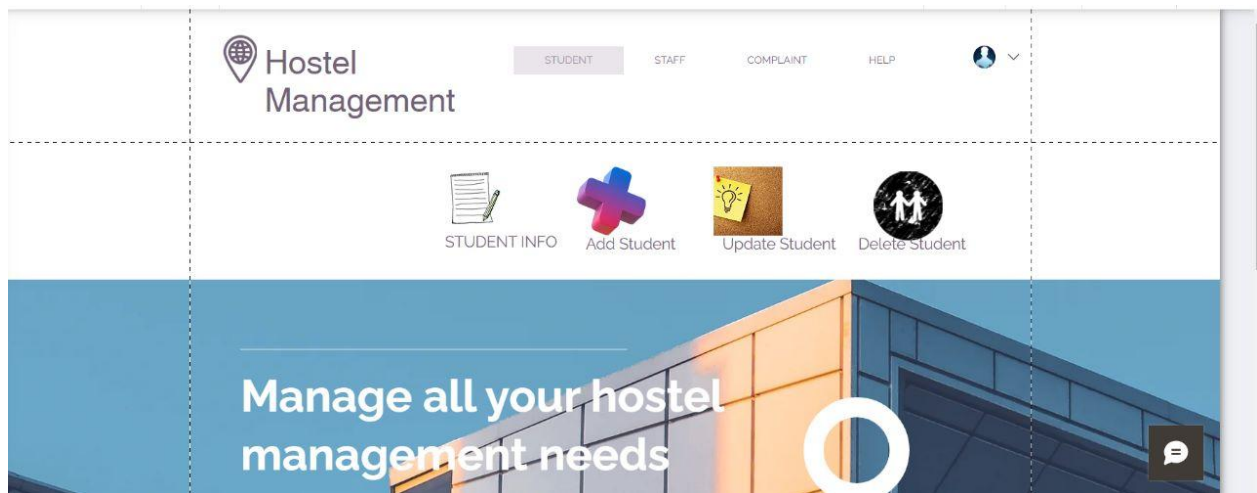 Hostel
Management
STUDENT STAFF COMPLAINT HELP
STUDENT INFO Add Student Update Student Delete Student
Manage all your hostel
management needs